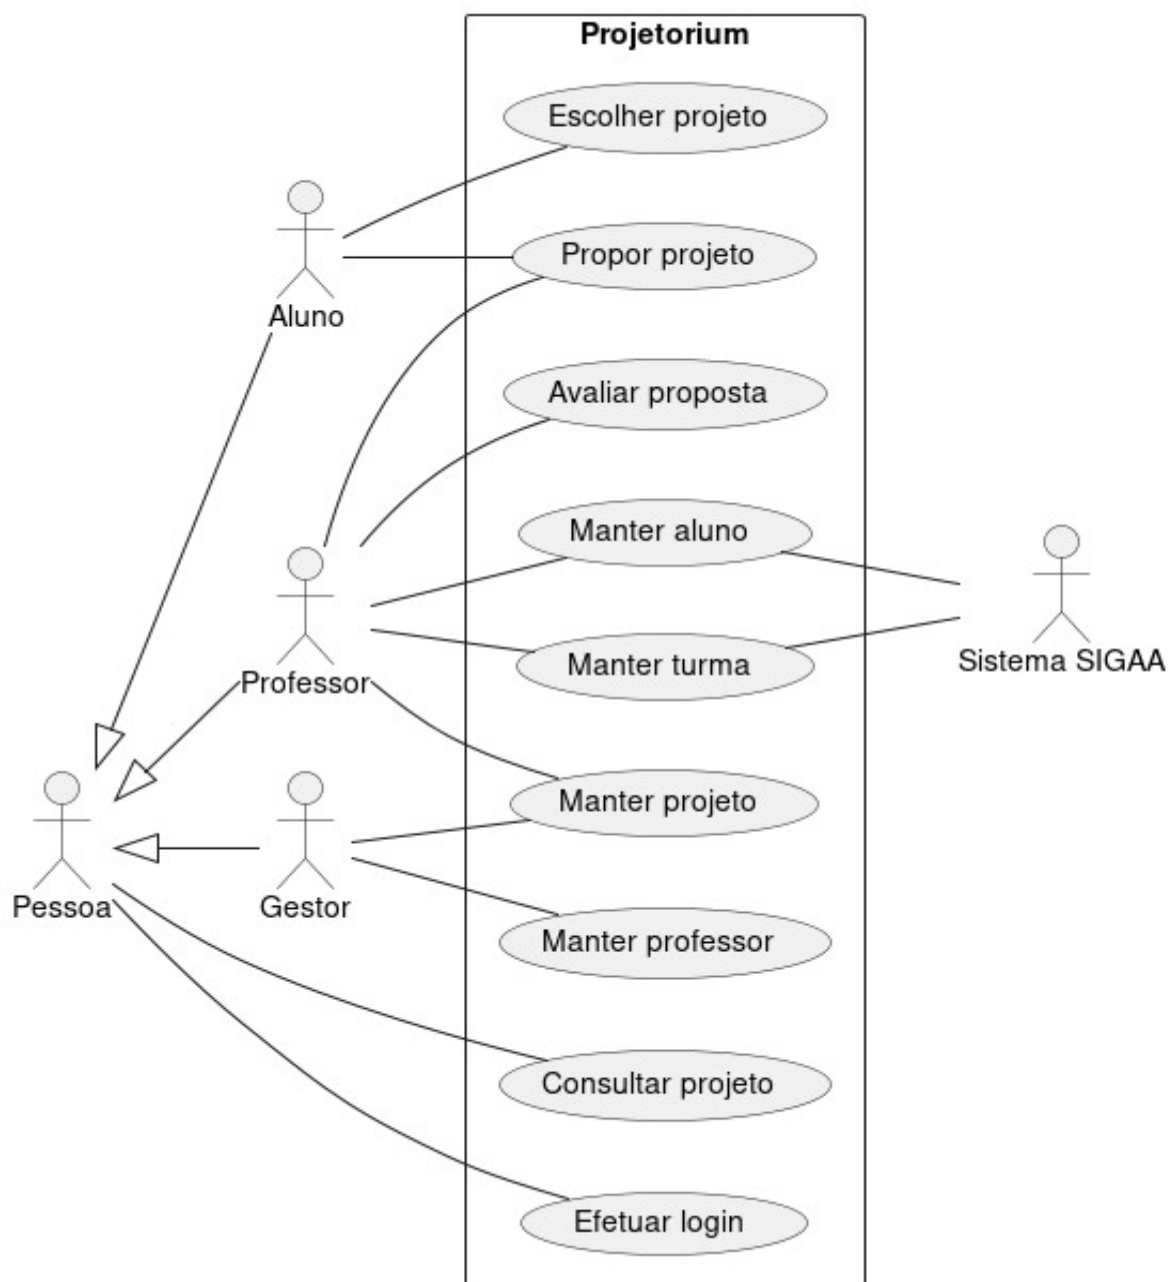 Projetorium
Escolher projeto
Propor projeto
Aluno
Avaliar proposta
Manter aluno
Manter turma
Sistema SIGAA
Professor
Manter projeto
Pessoa
Gestor
Manter professor
Consultar projeto
Efetuar login